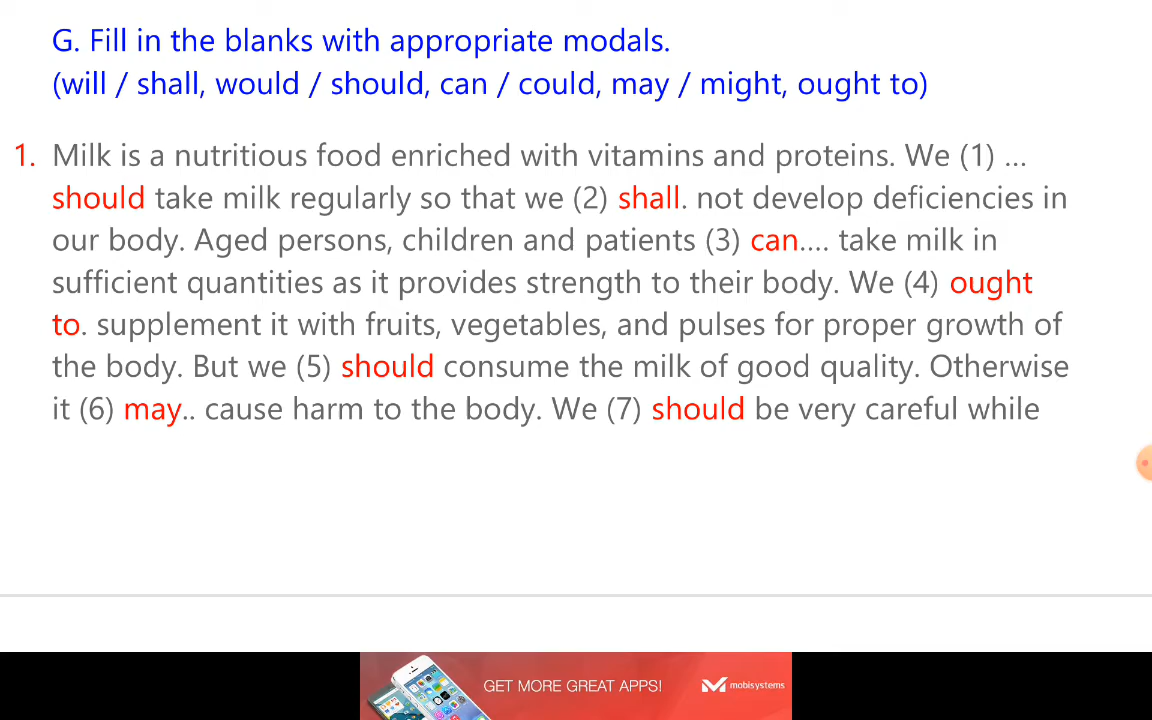 G. Fill in the blanks with appropriate modals.
(will / shall, would / should, can / could, may / might, ought to)
1. Milk is a nutritious food enriched with vitamins and proteins. We (1) ...
should take milk regularly so that we (2) shall. not develop deficiencies in
our body. Aged persons, children and patients (3) can.... take milk in
sufficient quantities as it provides strength to their body. We (4) ought
to. supplement it with fruits, vegetables, and pulses for proper growth of
the body. But we (5) should consume the milk of good quality. Otherwise
it (6) may.. cause harm to the body. We (7) should be very careful while
GET MORE GREAT APPS! mobisystems